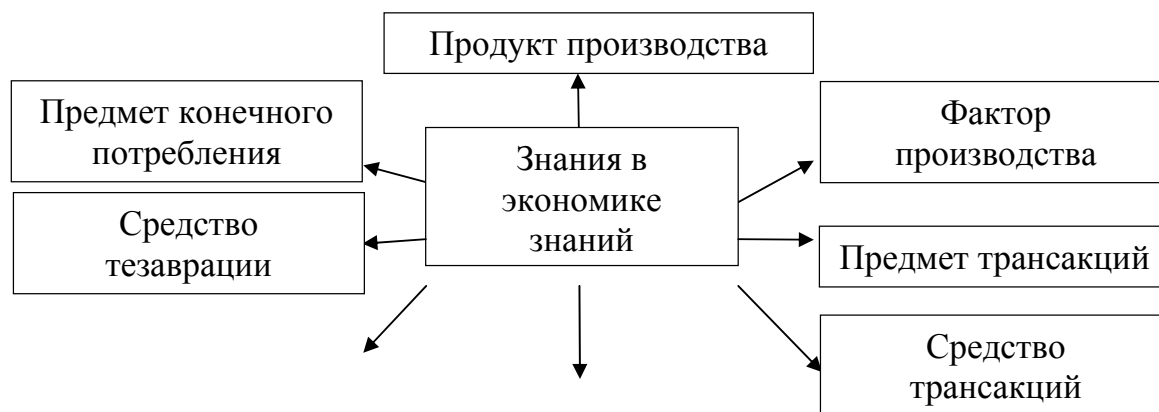 Продукт производства
Предмет конечного
потребления
Фактор
производства
Знания в
экономике
знаний
Средство
тезаврации
Предмет трансакций
Средство
трансакций